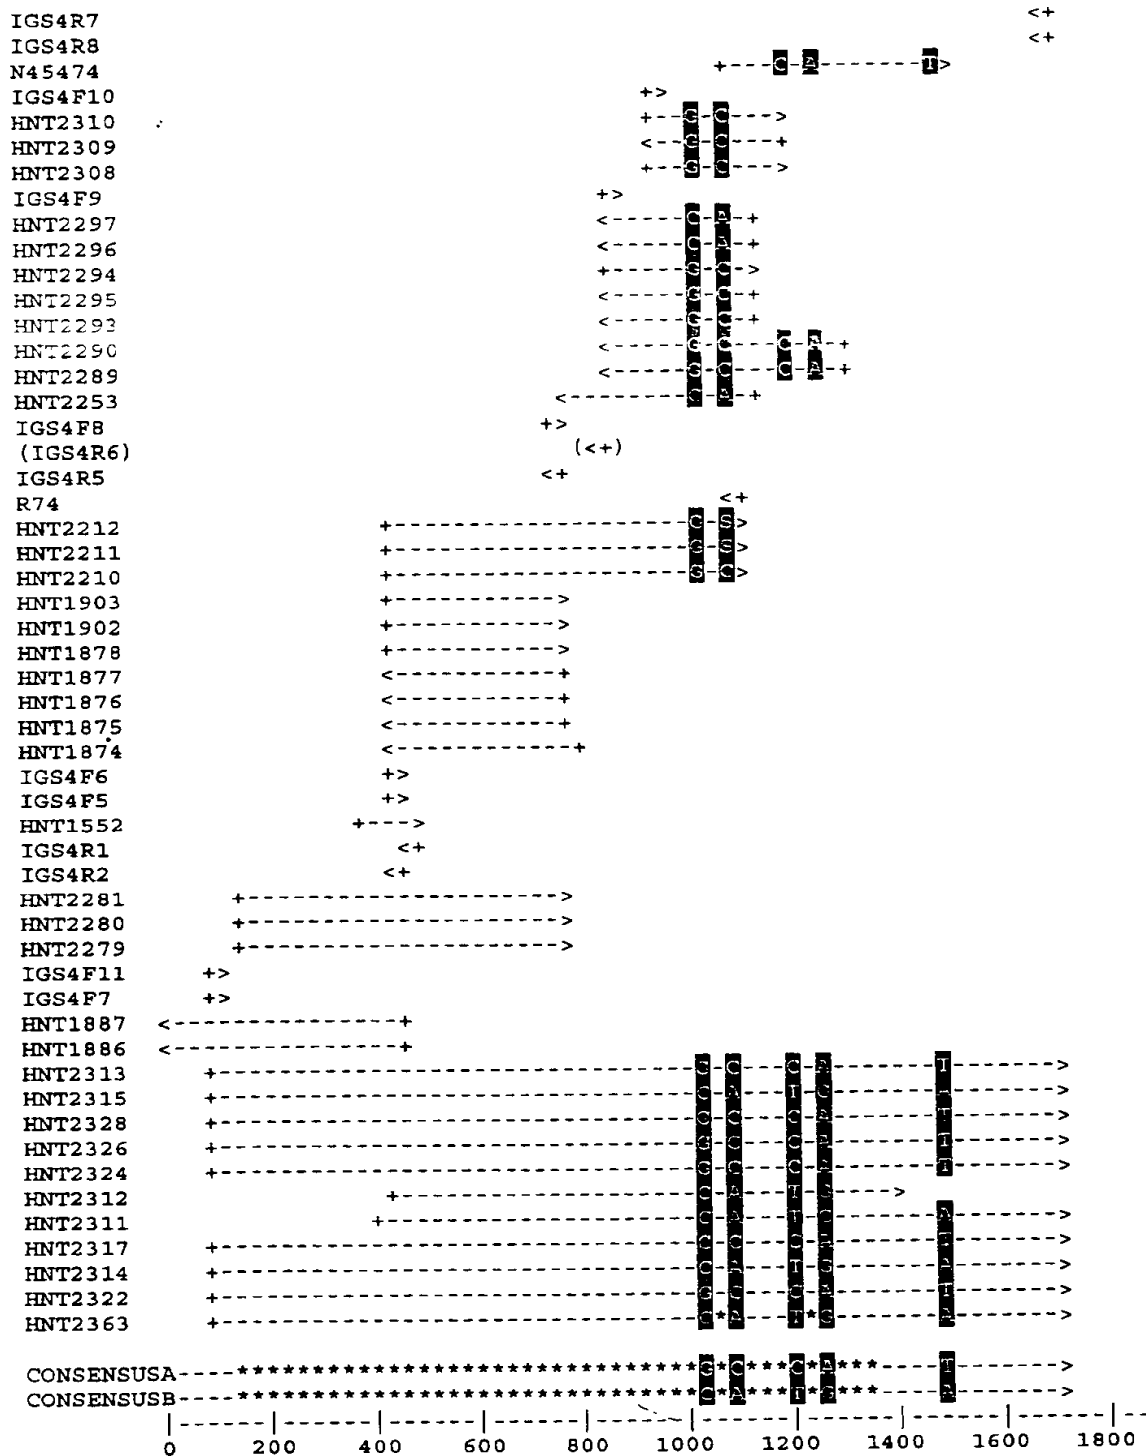 IGS4R7 <+
IGS4R8 <+
N45474 +-----C-A----------T>
IGS4F10 +>
HNT2310 +---G-C---->
HNT2309 <---G-C----+
HNT2308 +---G-C---->
IGS4F9 +>
HNT2297 <--------C-A-+
HNT2296 <--------C-A-+
HNT2294 +--------G-C->
HNT2295 <--------G-C-+
HNT2293 <--------G-C-+
HNT2290 <--------G-C-----C-A-+
HNT2289 <--------G-C-----C-A-+
HNT2253 <-----------C-A-+
IGS4F8 +>
(IGS4R6) (<+)
IGS4R5 <+
R74 <+
HNT2212 +-----------------------------C-S>
HNT2211 +-----------------------------G-S>
HNT2210 +-----------------------------G-C>
HNT1903 +---------------->
HNT1902 +---------------->
HNT1878 +---------------->
HNT1877 <----------------+
HNT1876 <----------------+
HNT1875 <----------------+
HNT1874 <-----------------+
IGS4F6 +>
IGS4F5 +>
HNT1552 +---->
IGS4R1 <+
IGS4R2 <+
HNT2281 +------------------------------>
HNT2280 +------------------------------>
HNT2279 +------------------------------>
IGS4F11 +>
IGS4F7 +>
HNT1887 <----------------------+
HNT1886 <----------------------+
HNT2313 +----------------------------------------------G-C-----C-A----------T----------->
HNT2315
HNT2328
HNT2326
HNT2324
HNT2312
HNT2311
HNT2317
HNT2314
HNT2322
HNT2363
CONSENSUSA----*******************************G*C*****C*A****-----T----------->
CONSENSUSB----*******************************C*A*****T*G****-----A----------->
0 200 400 600 800 1000 1200 1400 1600 1800